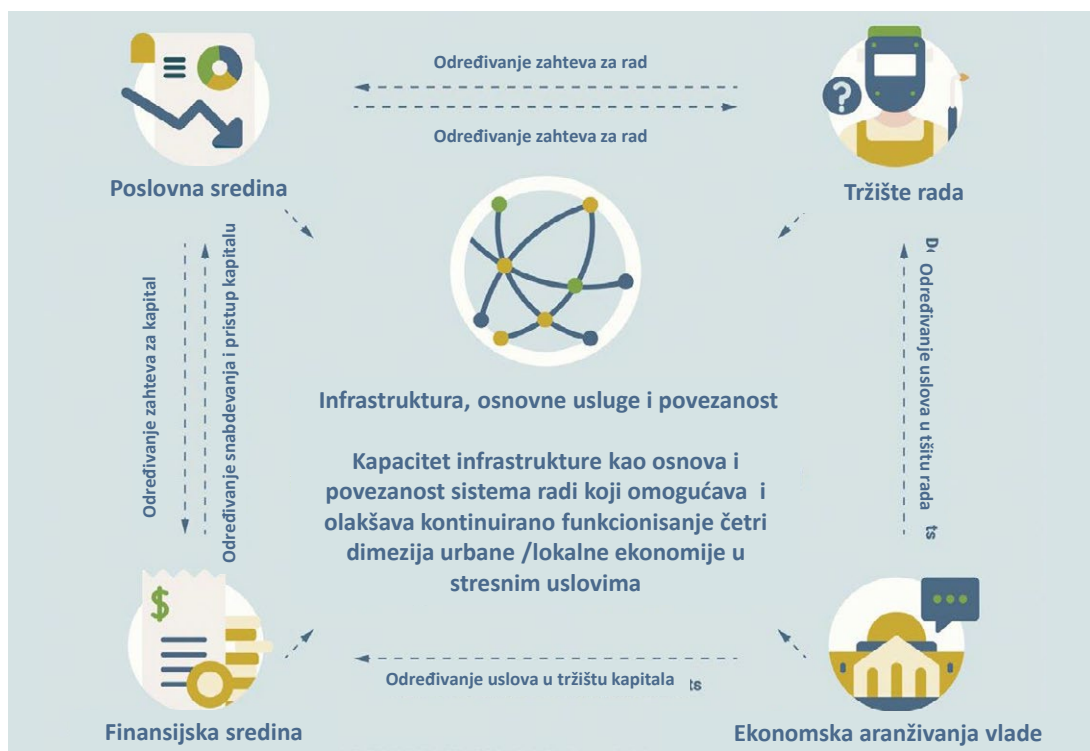 Određivanje zahteva za rad
Određivanje zahteva za rad
Poslovna sredina
Tržište rada
Određivanje zahteva za kapital
Određivanje snabdevanja i pristup kapitalu
Infrastruktura, osnovne usluge i povezanost
Kapacitet infrastrukture kao osnova i
povezanost sistema radi koji omogućava i
olakšava kontinuirano funkcionisanje četri
dimezija urbane /lokalne ekonomije u
stresnim uslovima
Određivanje uslova u tšitu rada
ts
$
?
Određivanje uslova u tržištu kapitala
ts
Finansijska sredina
Ekonomska aranživanja vlade